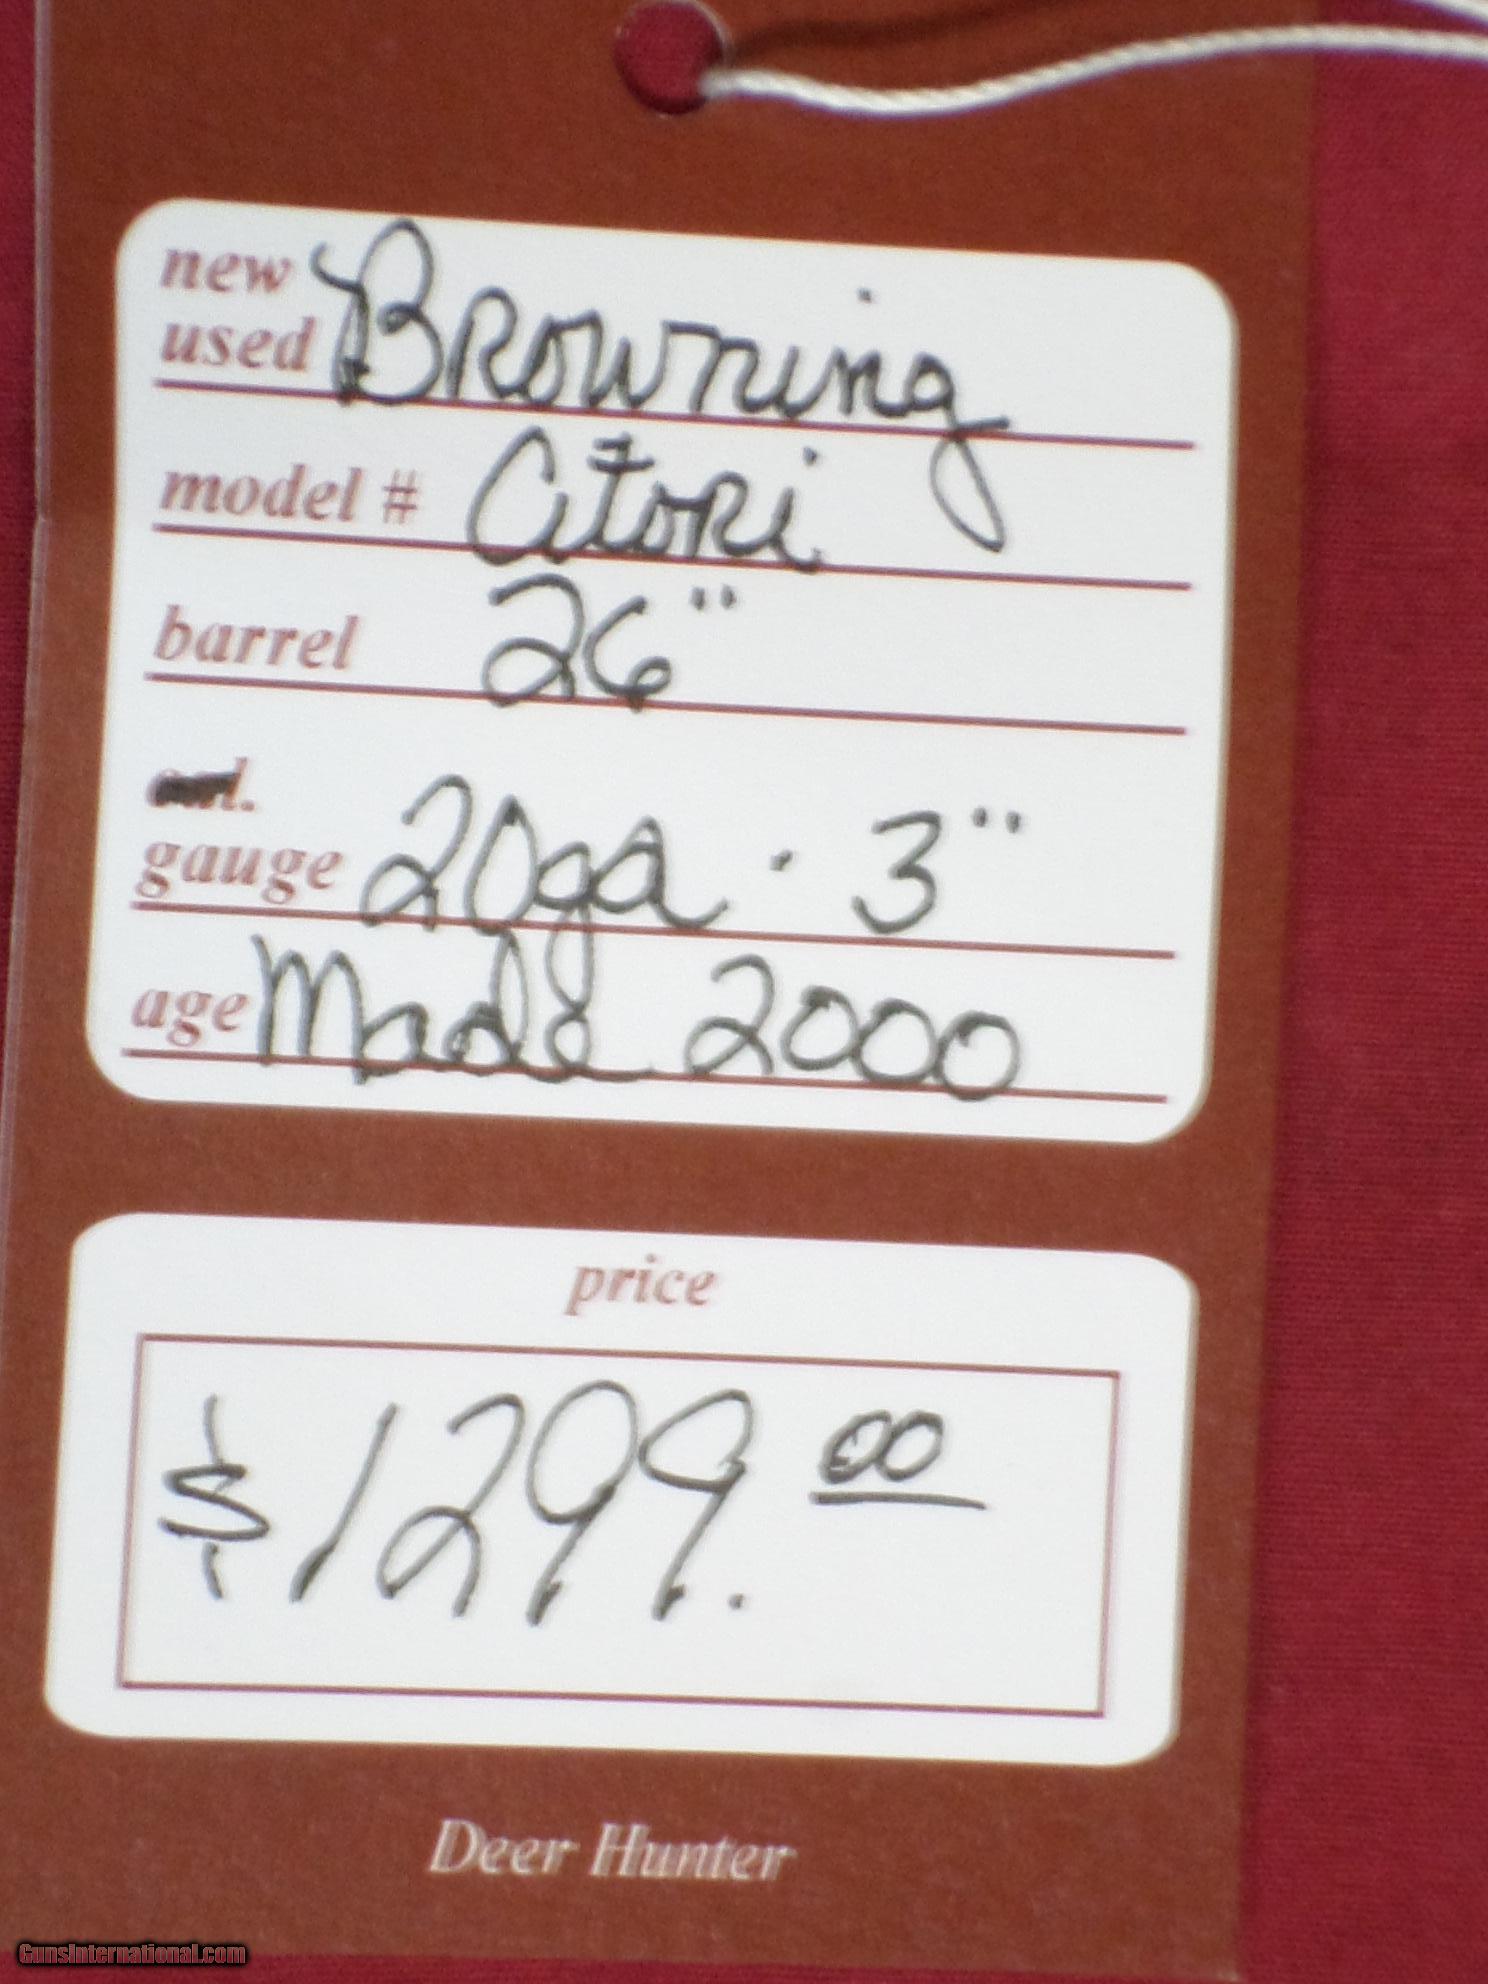 new
used Browning
model # Citori
barrel 26"
cal.
gauge 20ga. 3"
age Made 2000
price
$1299.00
Deer Hunter
GunsInternational.com